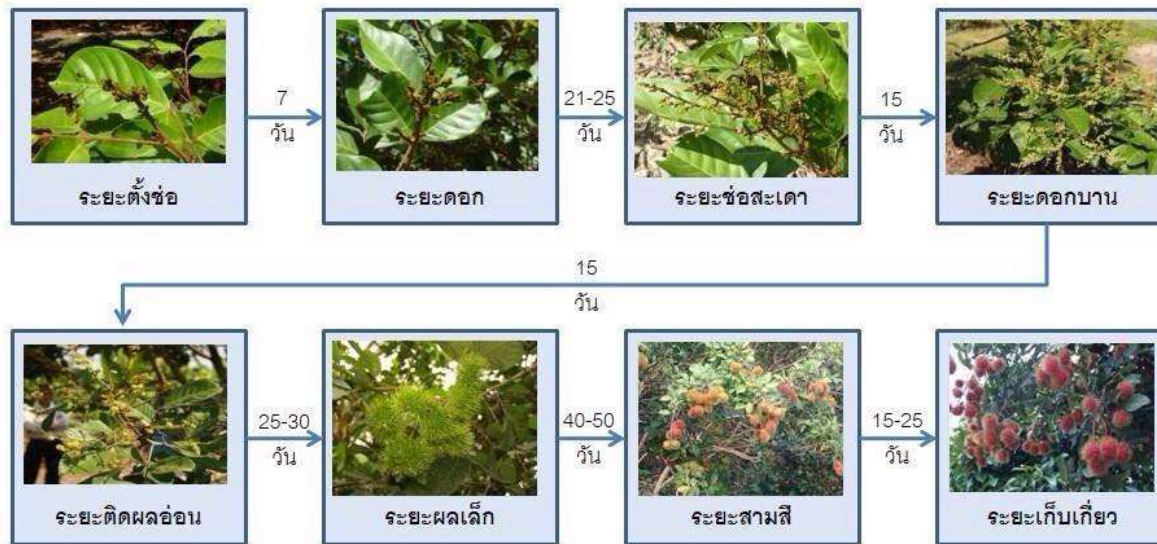 7
วัน
21-25
วัน
15
วัน
ระยะตั้งช่อ
ระยะดอก
ระยะช่อสะเดา
ระยะดอกบาน
15
วัน
25-30
วัน
40-50
วัน
15-25
วัน
ระยะติดผลอ่อน
ระยะผลเล็ก
ระยะสามสี
ระยะเก็บเกี่ยว